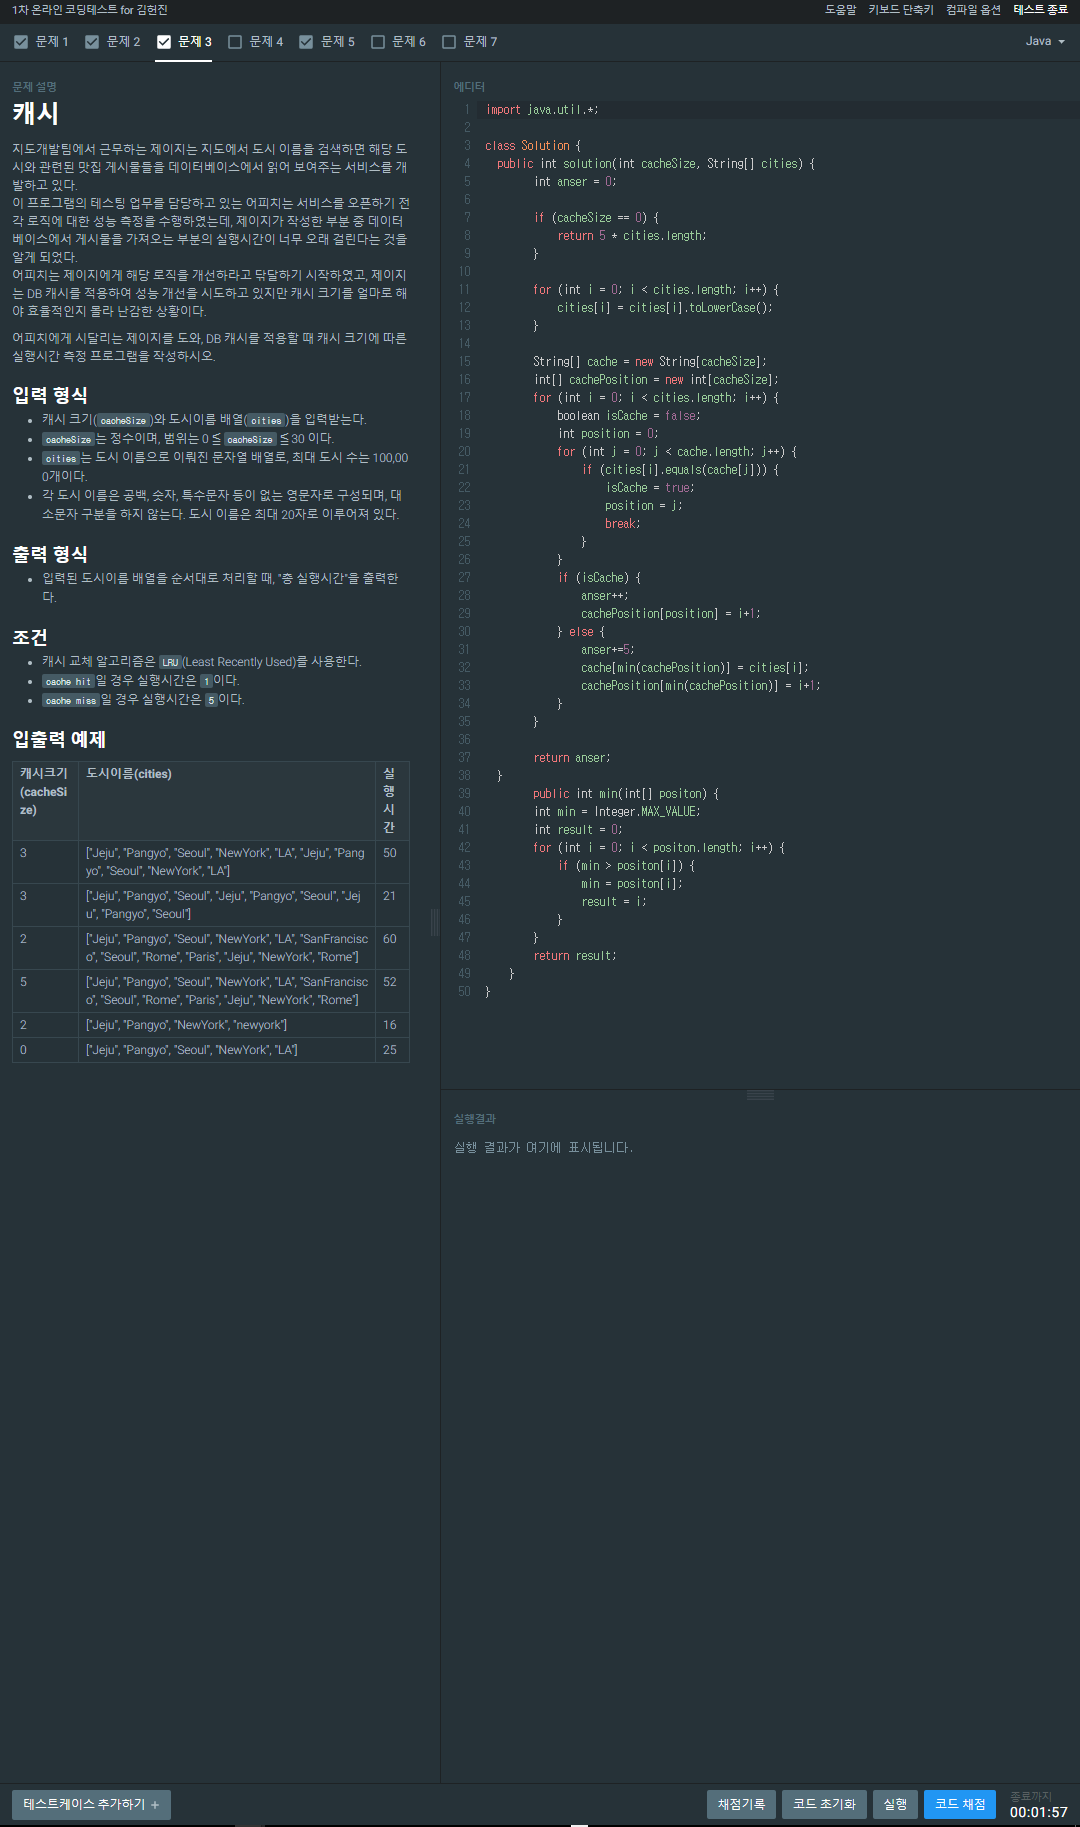 1차 온라인 코딩테스트 for 김헌진
도움말 키보드 단축키 컴파일 옵션 테스트 종료
문제 1 문제 2 문제 3 문제 4 문제 5 문제 6 문제 7
Java
문제 설명
캐시
지도개발팀에서 근무하는 제이지는 지도에서 도시 이름을 검색하면 해당 도
시와 관련된 맛집 게시물들을 데이터베이스에서 읽어 보여주는 서비스를 개
발하고 있다.
이 프로그램의 테스팅 업무를 담당하고 있는 어피치는 서비스를 오픈하기 전
각 로직에 대한 성능 측정을 수행하였는데, 제이지가 작성한 부분 중 데이터
베이스에서 게시물을 가져오는 부분의 실행시간이 너무 오래 걸린다는 것을
알게 되었다.
어피치는 제이지에게 해당 로직을 개선하라고 닦달하기 시작하였고, 제이지
는 DB 캐시를 적용하여 성능 개선을 시도하고 있지만 캐시 크기를 얼마로 해
야 효율적인지 몰라 난감한 상황이다.
어피치에게 시달리는 제이지를 도와, DB 캐시를 적용할 때 캐시 크기에 따른
실행시간 측정 프로그램을 작성하시오.
입력 형식
• 캐시 크기(cacheSize)와 도시이름 배열(cities)을 입력받는다.
• cacheSize는 정수이며, 범위는 0 ≦ cacheSize ≦ 30 이다.
• cities는 도시 이름으로 이뤄진 문자열 배열로, 최대 도시 수는 100,00
0개이다.
• 각 도시 이름은 공백, 숫자, 특수문자 등이 없는 영문자로 구성되며, 대
소문자 구분을 하지 않는다. 도시 이름은 최대 20자로 이루어져 있다.
출력 형식
• 입력된 도시이름 배열을 순서대로 처리할 때, "총 실행시간"을 출력한
다.
조건
• 캐시 교체 알고리즘은 LRU(Least Recently Used)를 사용한다.
• cache hit일 경우 실행시간은 1이다.
• cache miss일 경우 실행시간은 5이다.
입출력 예제
캐시크기 도시이름(cities) 실
(cacheSi 행
ze) 시
간
3 ["Jeju", "Pangyo", "Seoul", "NewYork", "LA", "Jeju", "Pang 50
yo", "Seoul", "NewYork", "LA"]
3 ["Jeju", "Pangyo", "Seoul", "Jeju", "Pangyo", "Seoul", "Jej 21
u", "Pangyo", "Seoul"]
2 ["Jeju", "Pangyo", "Seoul", "NewYork", "LA", "SanFrancisc 60
o", "Seoul", "Rome", "Paris", "Jeju", "NewYork", "Rome"]
5 ["Jeju", "Pangyo", "Seoul", "NewYork", "LA", "SanFrancisc 52
o", "Seoul", "Rome", "Paris", "Jeju", "NewYork", "Rome"]
2 ["Jeju", "Pangyo", "NewYork", "newyork"] 16
0 ["Jeju", "Pangyo", "Seoul", "NewYork", "LA"] 25
에디터
1 import java.util.*;
2
3 class Solution {
4 public int solution(int cacheSize, String[] cities) {
5 int anser = 0;
6
7 if (cacheSize == 0) {
8 return 5 * cities.length;
9 }
10
11 for (int i = 0; i < cities.length; i++) {
12 cities[i] = cities[i].toLowerCase();
13 }
14
15 String[] cache = new String[cacheSize];
16 int[] cachePosition = new int[cacheSize];
17 for (int i = 0; i < cities.length; i++) {
18 boolean isCache = false;
19 int position = 0;
20 for (int j = 0; j < cache.length; j++) {
21 if (cities[i].equals(cache[j])) {
22 isCache = true;
23 position = j;
24 break;
25 }
26 }
27 if (isCache) {
28 anser++;
29 cachePosition[position] = i+1;
30 } else {
31 anser+=5;
32 cache[min(cachePosition)] = cities[i];
33 cachePosition[min(cachePosition)] = i+1;
34 }
35 }
36
37 return anser;
38 }
39 public int min(int[] positon) {
40 int min = Integer.MAX_VALUE;
41 int result = 0;
42 for (int i = 0; i < positon.length; i++) {
43 if (min > positon[i]) {
44 min = positon[i];
45 result = i;
46 }
47 }
48 return result;
49 }
50 }
실행결과
실행 결과가 여기에 표시됩니다.
테스트케이스 추가하기 +
채점기록 코드 초기화 실행 코드 채점
종료까지
00:01:57